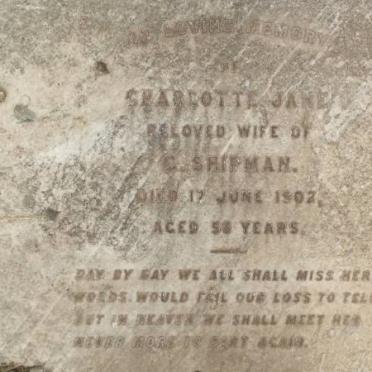 IN LOVING MEMORY
OF
CHARLOTTE JANE
BELOVED WIFE OF
C. SHIPMAN.
DIED 17 JUNE 1902,
AGED 58 YEARS.
DAY BY DAY WE ALL SHALL MISS HER
WORDS WOULD FAIL OUR LOSS TO TELL
BUT IN HEAVEN WE SHALL MEET HER
NEVER MORE TO PART AGAIN.